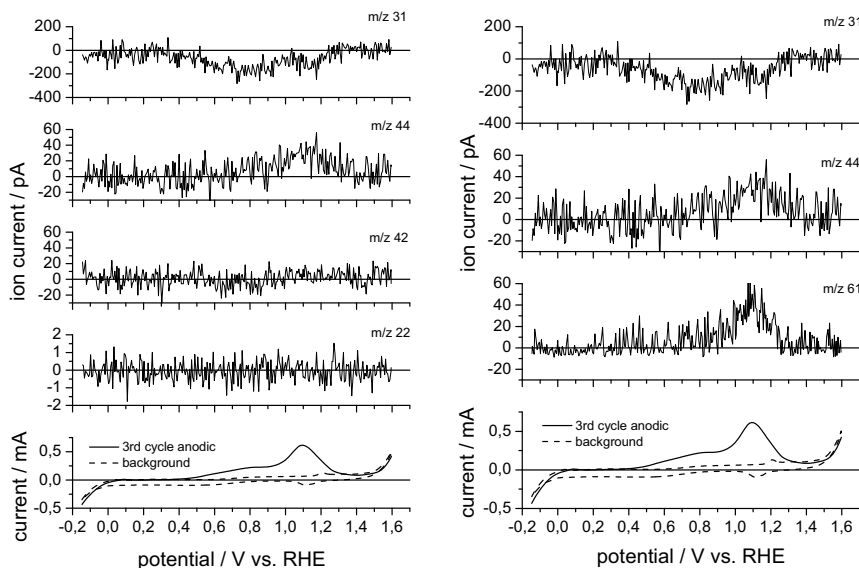 m/z 31
200
0
-200
-400
m/z 44
60
40
20
0
-20
m/z 42
60
40
20
0
-20
m/z 22
2
1
0
-1
-2
ion current / pA
3rd cycle anodic
background
0,5
0,0
-0,5
current / mA
-0,2 0,0 0,2 0,4 0,6 0,8 1,0 1,2 1,4 1,6
potential / V vs. RHE
m/z 31
200
0
-200
-400
m/z 44
60
40
20
0
-20
m/z 61
60
40
20
0
ion current / pA
3rd cycle anodic
background
0,5
0,0
-0,5
current / mA
-0,2 0,0 0,2 0,4 0,6 0,8 1,0 1,2 1,4 1,6
potential / V vs. RHE